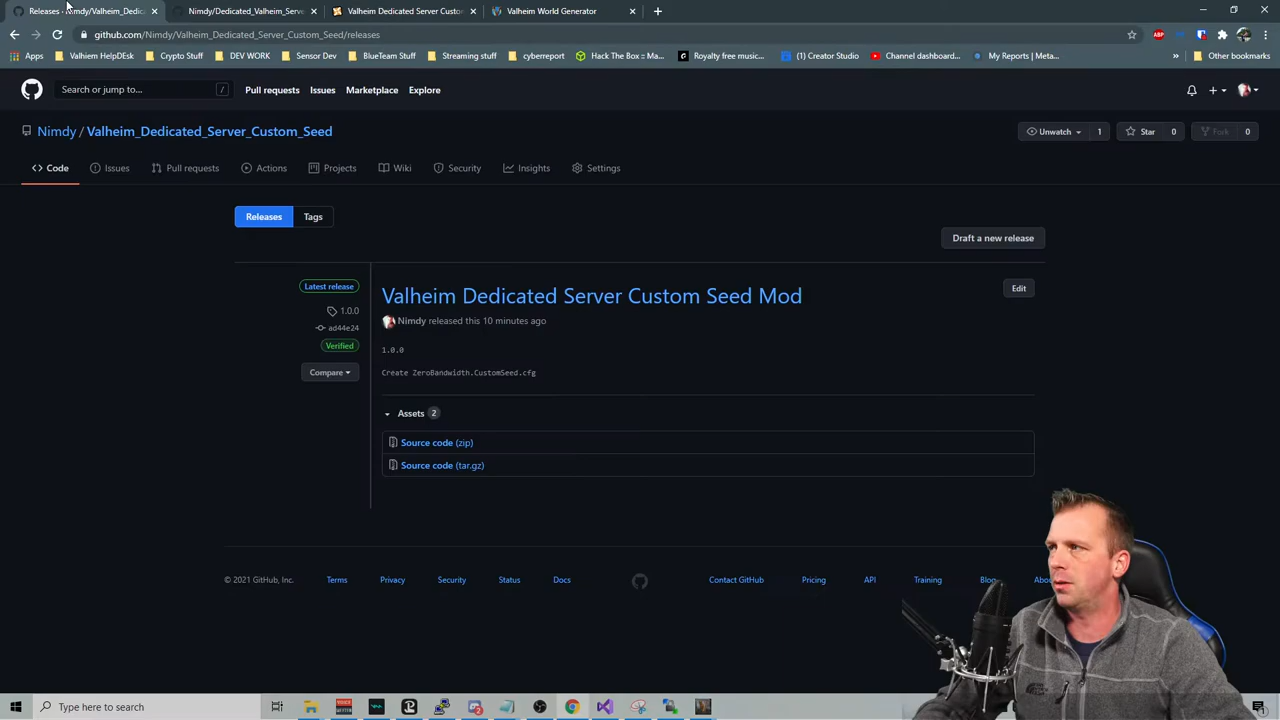 Releases · Nimdy/Valheim_Dedica
Nimdy/Dedicated_Valheim_Serve
Valheim Dedicated Server Custom
Valheim World Generator
github.com/Nimdy/Valheim_Dedicated_Server_Custom_Seed/releases
ABP
Apps
Valhiem HelpDEsk
Crypto Stuff
DEV WORK
Sensor Dev
BlueTeam Stuff
Streaming stuff
cyberreport
Hack The Box :: Ma...
Royalty free music...
(1) Creator Studio
Channel dashboard...
My Reports | Meta...
»
Other bookmarks
Search or jump to...
/
Pull requests
Issues
Marketplace
Explore
Nimdy / Valheim_Dedicated_Server_Custom_Seed
Unwatch
1
Star
0
Fork
0
Code
Issues
Pull requests
Actions
Projects
Wiki
Security
Insights
Settings
Releases
Tags
Draft a new release
Latest release
Valheim Dedicated Server Custom Seed Mod
Edit
1.0.0
Nimdy released this 10 minutes ago
ad44e24
Verified
1.0.0
Compare
Create ZeroBandwidth.CustomSeed.cfg
Assets 2
Source code (zip)
Source code (tar.gz)
© 2021 GitHub, Inc.
Terms
Privacy
Security
Status
Docs
Contact GitHub
Pricing
API
Training
Blog
Type here to search